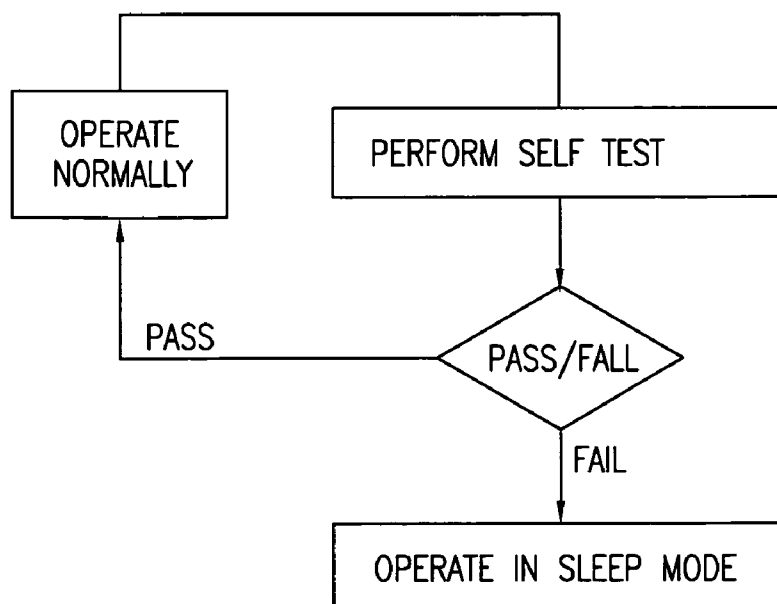 OPERATE
NORMALLY
PERFORM SELF TEST
PASS
PASS/FALL
FAIL
OPERATE IN SLEEP MODE